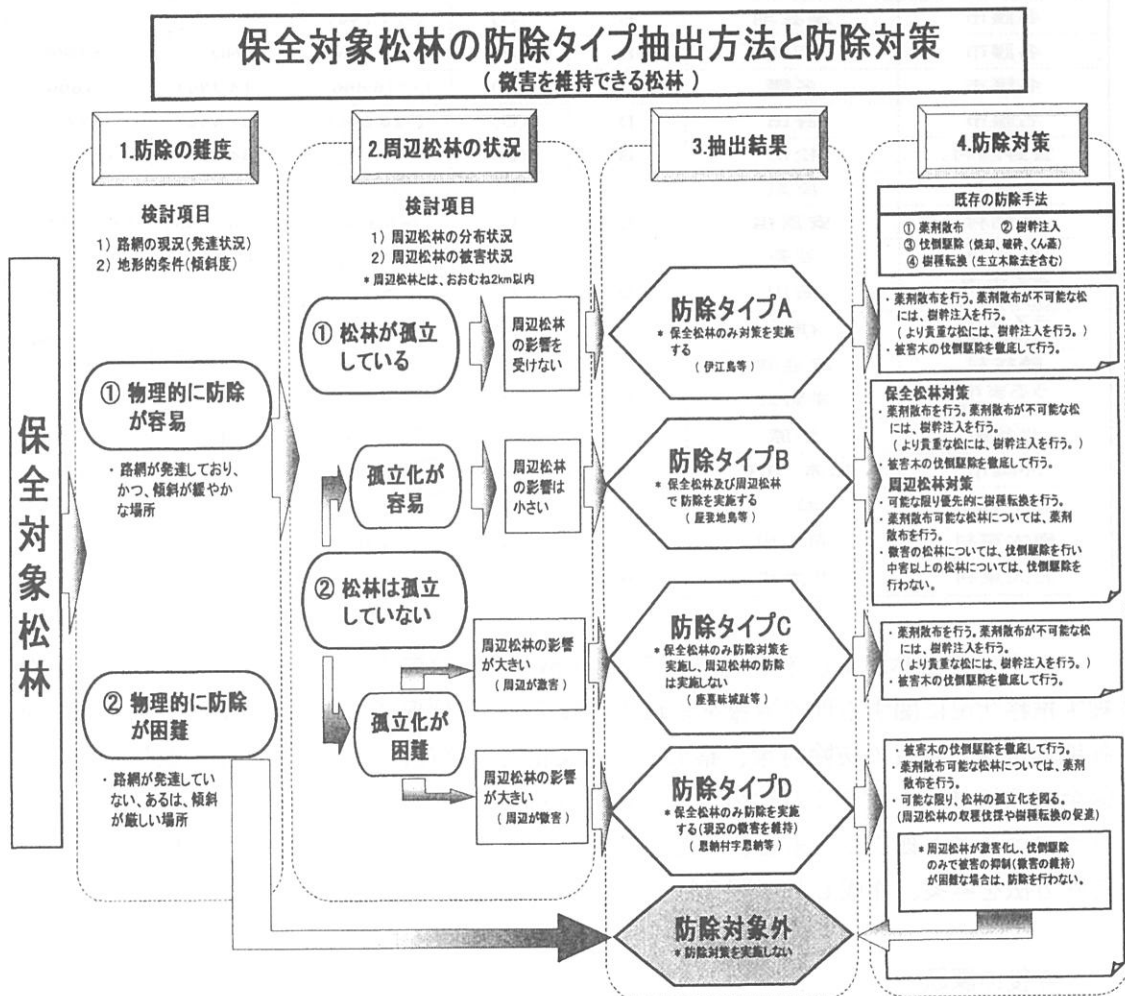 保全対象松林の防除タイプ抽出方法と防除対策
(微害を維持できる松林)
保全対象松林
1.防除の難度
検討項目
1）路網の現況(発達状況)
2）地形的条件(傾斜度)
① 物理的に防除
が容易
・路網が発達しており、
かつ、傾斜が緩やか
な場所
② 物理的に防除
が困難
・路網が発達してい
ない、あるは、傾斜
が厳しい場所
2.周辺松林の状況
検討項目
1）周辺松林の分布状況
2）周辺松林の被害状況
*周辺松林とは、おおむね2km以内
① 松林が孤立
している
周辺松林
の影響を
受けない
孤立化が
容易
周辺松林
の影響は
小さい
② 松林は孤立
していない
周辺松林の影響
が大きい
(周辺が激害)
孤立化が
困難
周辺松林の影響
が大きい
(周辺が微害)
3.抽出結果
防除タイプA
* 保全松林のみ対策を実施
する
(伊江島等)
防除タイプB
* 保全松林及び周辺松林
で防除を実施する
(屋我地島等)
防除タイプC
*保全松林のみ防除対策を
実施し、周辺松林の防除
は実施しない
(座喜味城趾等)
防除タイプD
*保全松林のみ防除を実施
する(現況の微害を維持)
(恩納村字恩納等)
防除対象外
*防除対策を実施しない
4.防除対策
既存の防除手法
① 薬剤散布 ② 樹幹注入
③ 伐倒駆除 (焼却、破砕、くん蒸)
④ 樹種転換 (生立木除去を含む)
・薬剤散布を行う。薬剤散布が不可能な松
には、樹幹注入を行う。
(より貴重な松には、樹幹注入を行う。)
・被害木の伐倒駆除を徹底して行う。
保全松林対策
・薬剤散布を行う。薬剤散布が不可能な松
には、樹幹注入を行う。
(より貴重な松には、樹幹注入を行う。)
・被害木の伐倒駆除を徹底して行う。
周辺松林対策
・可能な限り優先的に樹種転換を行う。
・薬剤散布可能な松林については、薬剤
散布を行う。
・微害の松林については、伐倒駆除を行い
中害以上の松林については、伐倒駆除を
行わない。
・薬剤散布を行う。薬剤散布が不可能な松
には、樹幹注入を行う。
(より貴重な松には、樹幹注入を行う。)
・被害木の伐倒駆除を徹底して行う。
・被害木の伐倒駆除を徹底して行う。
・薬剤散布可能な松林については、薬剤
散布を行う。
・可能な限り、松林の孤立化を図る。
(周辺松林の収穫伐採や樹種転換の促進)
*周辺松林が激害化し、伐倒駆除
のみで被害の抑制(微害の維持)
が困難な場合は、防除を行わない。